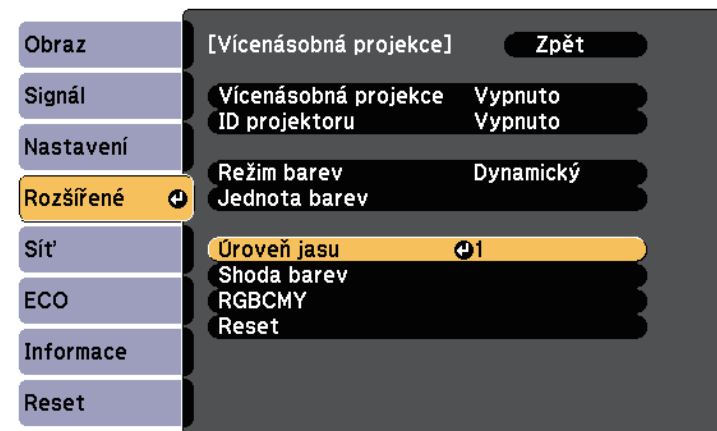 Obraz
Signál
Nastavení
Rozšířené
Síť
ECO
Informace
Reset
[Vícenásobná projekce] Zpět
Vícenásobná projekce Vypnuto
ID projektoru Vypnuto
Režim barev Dynamický
Jednota barev
Úroveň jasu 1
Shoda barev
RGBCMY
Reset